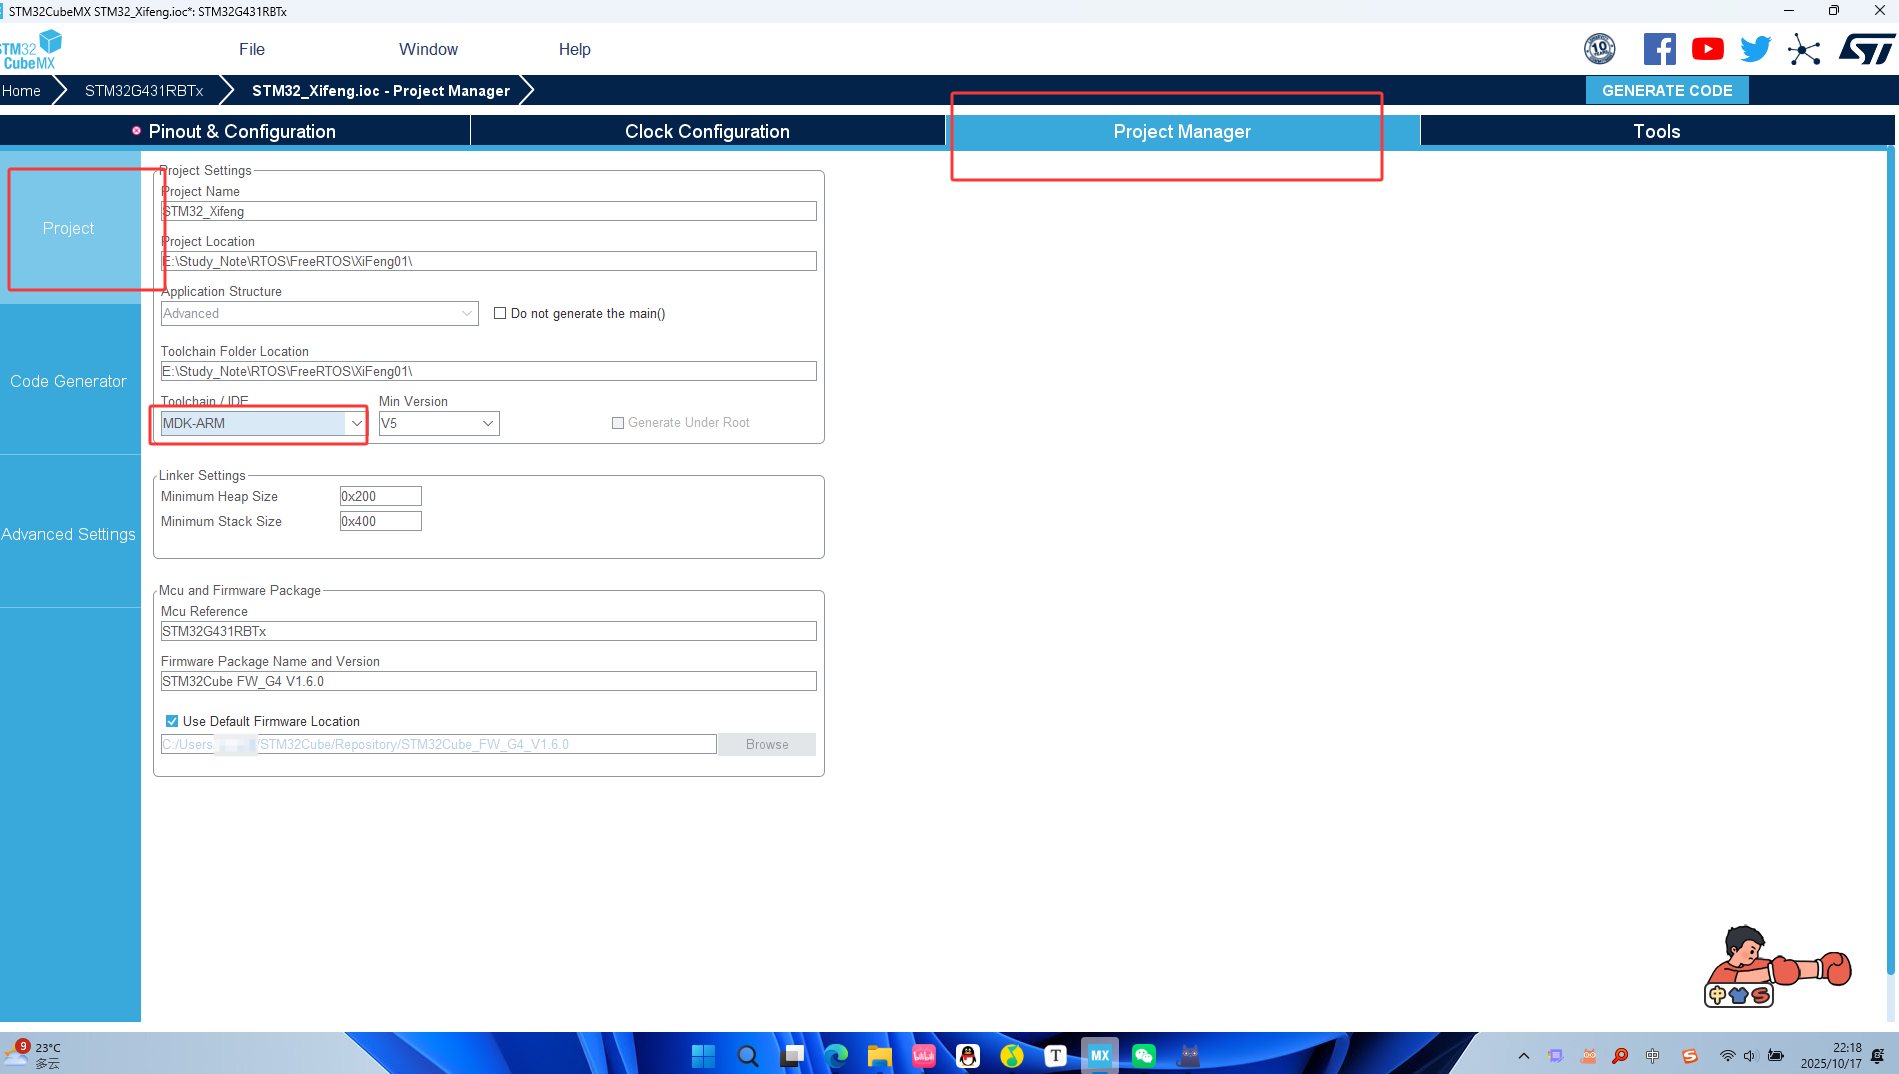 STM32CubeMX STM32_Xifeng.ioc*: STM32G431RBTx
STM32
CubeMX
File
Window
Help
10
Home
STM32G431RBTx
STM32_Xifeng.ioc - Project Manager
GENERATE CODE
Pinout & Configuration
Clock Configuration
Project Manager
Tools
Project
Code Generator
Advanced Settings
Project Settings
Project Name
STM32_Xifeng
Project Location
E:\Study_Note\RTOS\FreeRTOS\XiFeng01\
Application Structure
Advanced
Do not generate the main()
Toolchain Folder Location
E:\Study_Note\RTOS\FreeRTOS\XiFeng01\
Toolchain / IDE
Min Version
MDK-ARM
V5
Generate Under Root
Linker Settings
Minimum Heap Size
0x200
Minimum Stack Size
0x400
Mcu and Firmware Package
Mcu Reference
STM32G431RBTx
Firmware Package Name and Version
STM32Cube FW_G4 V1.6.0
Use Default Firmware Location
C:/Users/STM32Cube/Repository/STM32Cube_FW_G4_V1.6.0
Browse
中
S
9
23°C
多云
bilibili
T
MX
中
S
22:18
2025/10/17